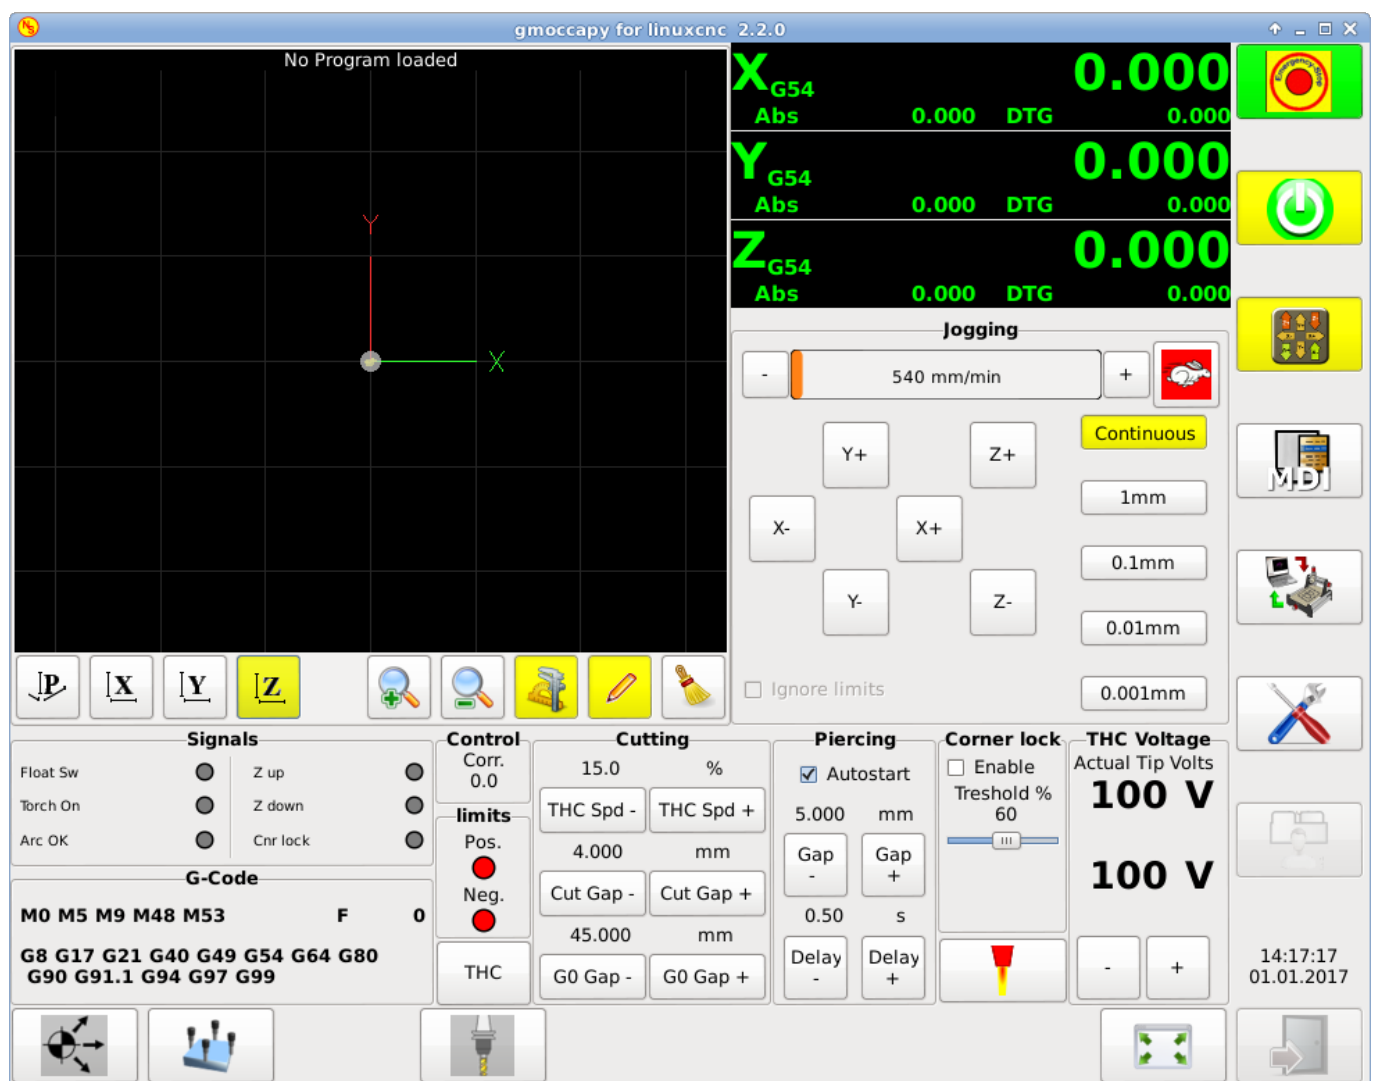 gmoccapy for linuxcnc 2.2.0
No Program loaded
X G54 0.000
Abs 0.000 DTG 0.000
Y G54 0.000
Abs 0.000 DTG 0.000
Z G54 0.000
Abs 0.000 DTG 0.000
Emergency-Stop
Y
X
Jogging
- 540 mm/min +
Continuous
Y+ Z+
1mm
X- X+
0.1mm
Y- Z-
0.01mm
Ignore limits
0.001mm
MDI
P X Y Z
Signals
Float Sw Z up
Torch On Z down
Arc OK Cnr lock
G-Code
M0 M5 M9 M48 M53 F 0
G8 G17 G21 G40 G49 G54 G64 G80
G90 G91.1 G94 G97 G99
Control
Corr.
0.0
limits
Pos.
Neg.
THC
Cutting
15.0 %
THC Spd - THC Spd +
4.000 mm
Cut Gap - Cut Gap +
45.000 mm
G0 Gap - G0 Gap +
Piercing
Autostart
5.000 mm
Gap - Gap +
0.50 s
Delay - Delay +
Corner lock
Enable
Treshold %
60
THC Voltage
Actual Tip Volts
100 V
100 V
- +
14:17:17
01.01.2017